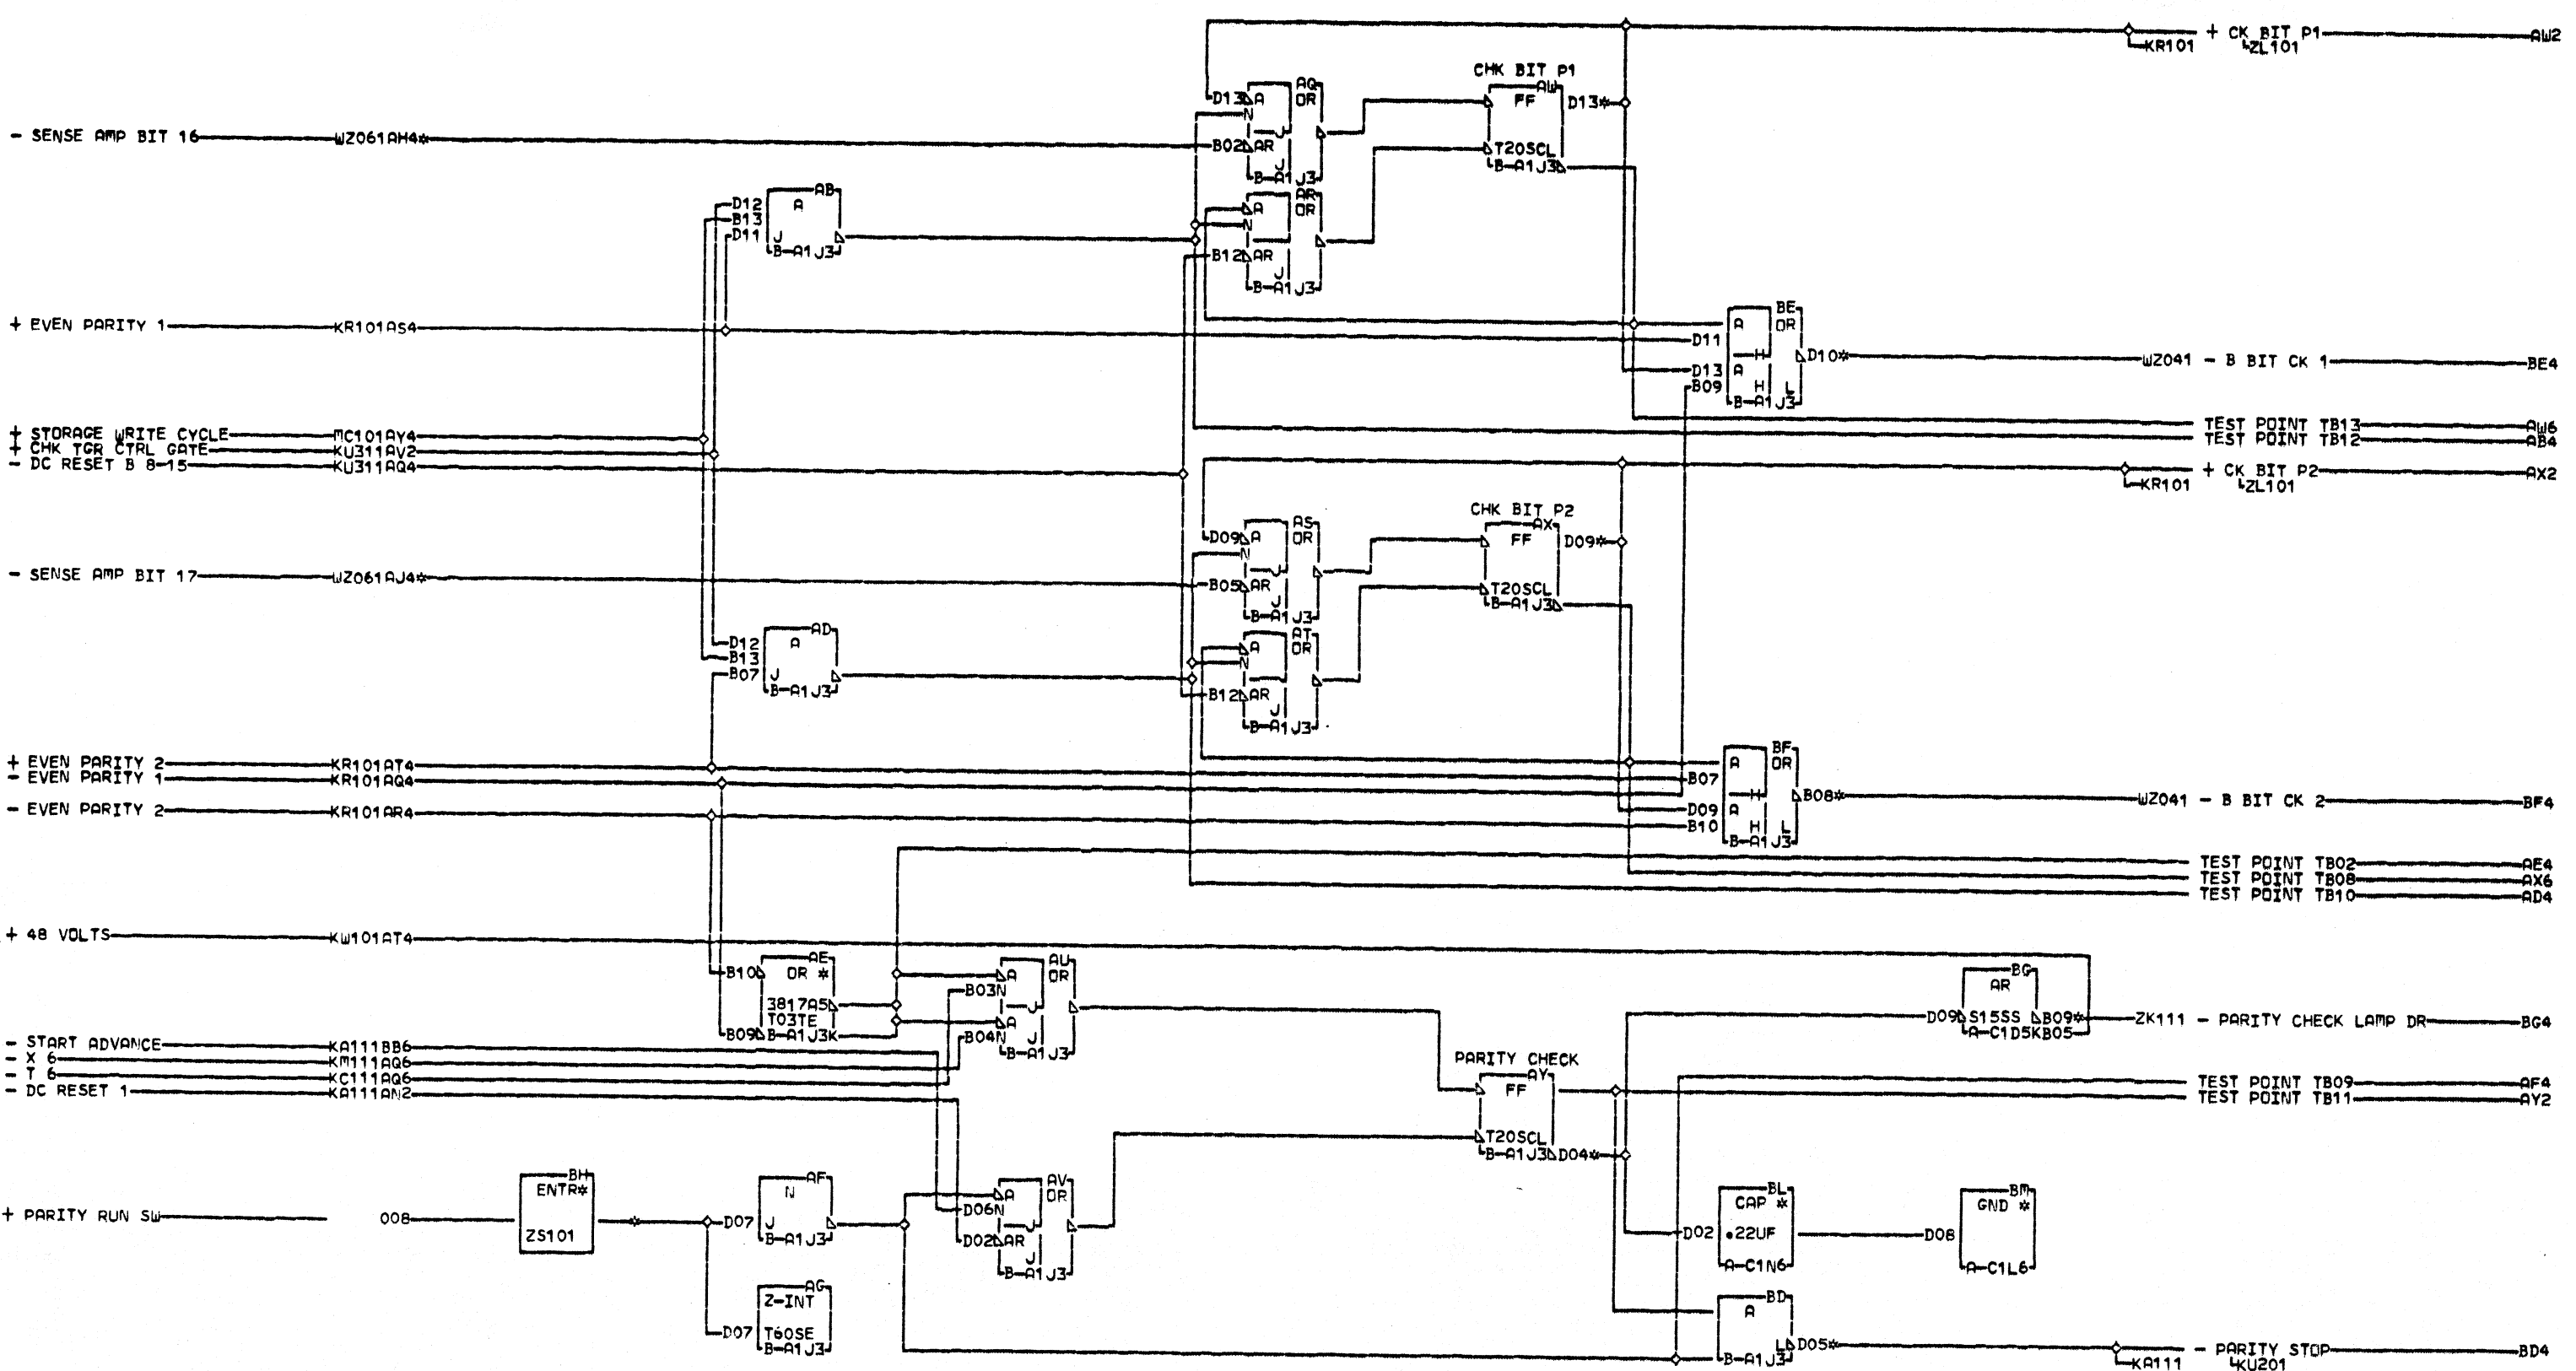 + CK BIT P1 AW2
KR101 ZL101
CHK BIT P1
AQ AW
D13 A OR FF D13*
N
J
- SENSE AMP BIT 16 WZ061AH4*
B02 AR T20SCL
J B-A1J3
B-A1J3
AB AR
D12 A A OR
B13 N
D11 J J
B-A1J3 B12 AR
J
B-A1J3
BE
+ EVEN PARITY 1 KR101AS4 A OR
D11
H D10* WZ041 - B BIT CK 1 BE4
D13 A
B09 H L
B-A1J3
+ STORAGE WRITE CYCLE MC101AY4 TEST POINT TB13 AW6
+ CHK TGR CTRL GATE KU311AV2 TEST POINT TB12 AB4
- DC RESET B 8-15 KU311AQ4 + CK BIT P2 AX2
KR101 ZL101
CHK BIT P2
AS AX
D09 A OR FF D09*
N
J
- SENSE AMP BIT 17 WZ061AJ4* B05 AR T20SCL
J B-A1J3
B-A1J3
AD AT
D12 A A OR
B13 N
B07 J J
B-A1J3 B12 AR
J
B-A1J3
BF
+ EVEN PARITY 2 KR101AT4 A OR
- EVEN PARITY 1 KR101AQ4 B07
H B08* WZ041 - B BIT CK 2 BF4
- EVEN PARITY 2 KR101AR4 D09 A
B10 H L
B-A1J3
TEST POINT TB02 AE4
TEST POINT TB08 AX6
TEST POINT TB10 AD4
+ 48 VOLTS KW101AT4
AE AU BG
B10 OR * A OR AR
B03N
3817A5 J
T03TE A D09 S15SS B09* ZK111 - PARITY CHECK LAMP DR BG4
B09 B-A1J3K B04N J A-C1D5KB05
B-A1J3
- START ADVANCE KA111BB6
- X 6 KM111AQ6 PARITY CHECK
- T 6 KC111AQ6 AY
- DC RESET 1 KA111AN2 FF
TEST POINT TB09 AF4
TEST POINT TB11 AY2
T20SCL
B-A1J3 D04*
BH AF AV BL BM
ENTR* N A OR CAP * GND *
D06N
+ PARITY RUN SW 008 ZS101 * D07 J J D02 .22UF D08
B-A1J3 D02 AR
J A-C1N6 A-C1L6
B-A1J3
AG BD
Z-INT A
D07 T60SE L D05* - PARITY STOP BD4
B-A1J3 B-A1J3 KA111 KU201